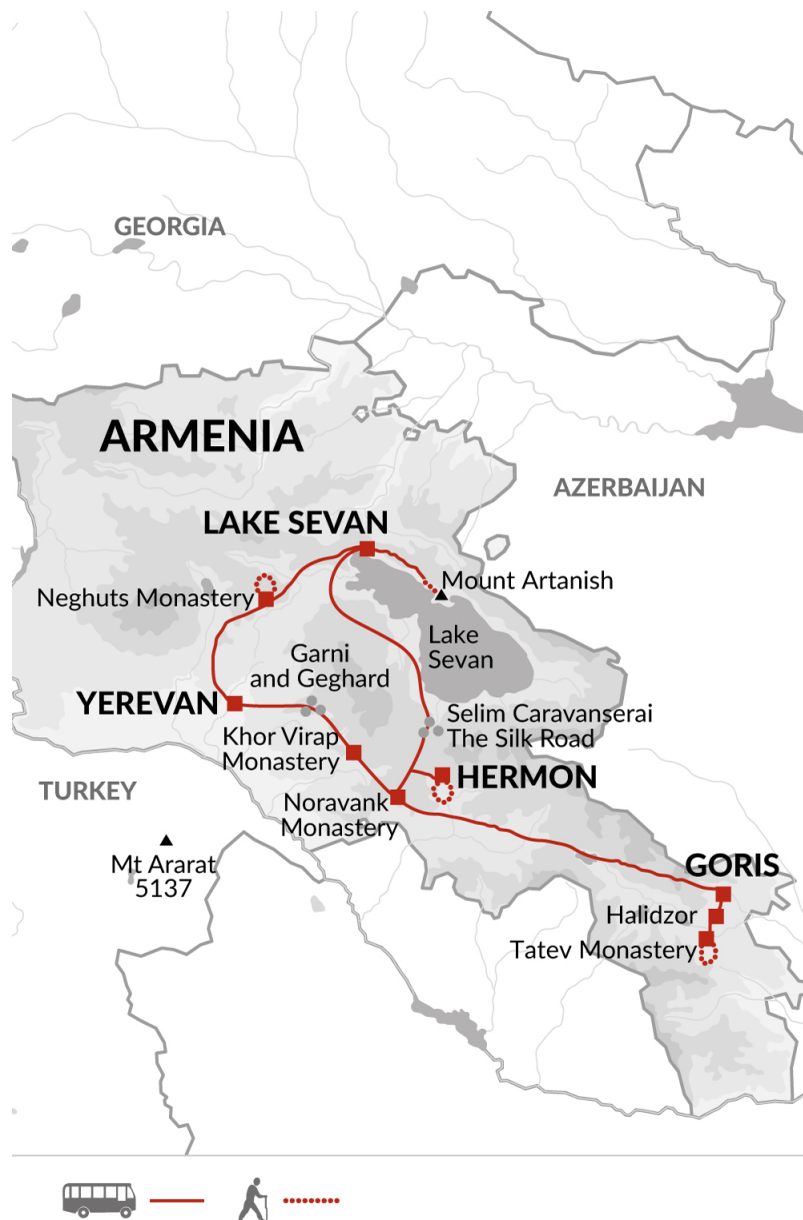 GEORGIA
ARMENIA
AZERBAIJAN
LAKE SEVAN
Mount Artanish
Neghuts Monastery
Lake
Sevan
Garni
and Geghard
YEREVAN
Selim Caravanserai
The Silk Road
Khor Virap
Monastery
HERMON
TURKEY
Noravank
Monastery
Mt Ararat
5137
GORIS
Halidzor
Tatev Monastery